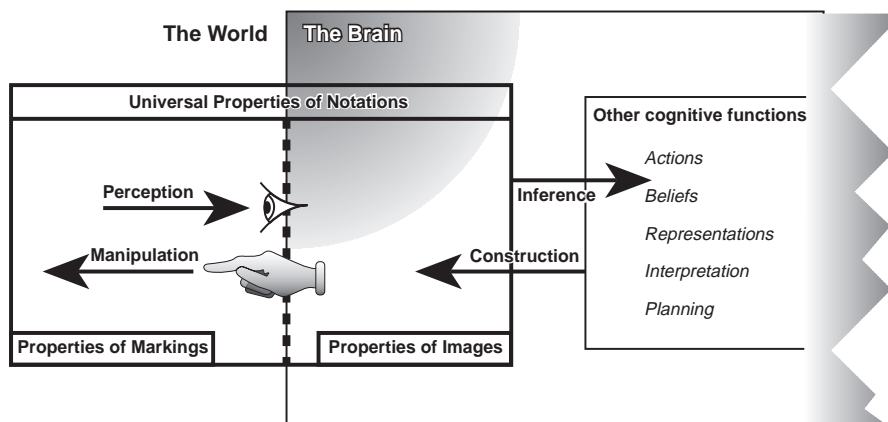 The World
The Brain
Universal Properties of Notations
Other cognitive functions
Actions
Perception
Inference
Beliefs
Representations
Manipulation
Construction
Interpretation
Planning
Properties of Markings
Properties of Images